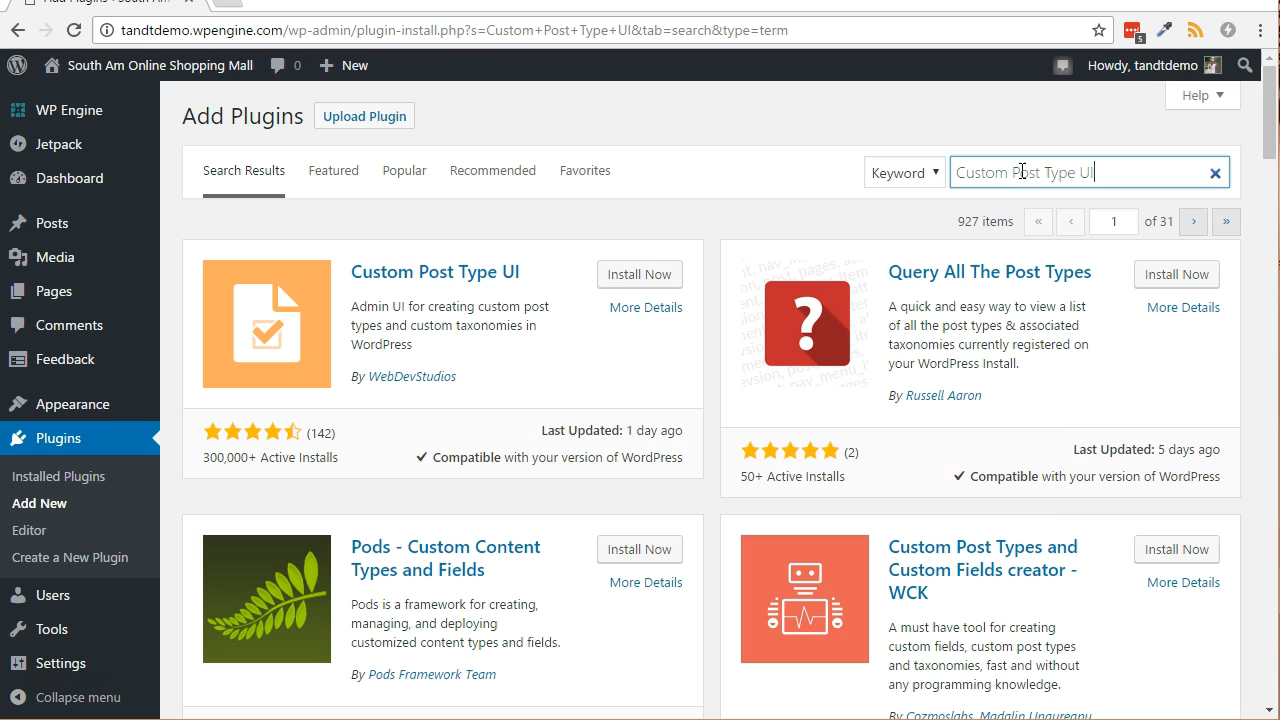 Add Plugins
tandtdemo.wpengine.com/wp-admin/plugin-install.php?s=Custom+Post+Type+UI&tab=search&type=term
5
South Am Online Shopping Mall
0
New
Howdy, tandtdemo
WP Engine
Jetpack
Dashboard
Posts
Media
Pages
Comments
Feedback
Appearance
Plugins
Installed Plugins
Add New
Editor
Create a New Plugin
Users
Tools
Settings
Collapse menu
Help ▼
Add Plugins
Upload Plugin
Search Results
Featured
Popular
Recommended
Favorites
Keyword ▼
Custom Post Type UI
927 items
«
‹
1
of 31
›
»
Custom Post Type UI
Install Now
More Details
Admin UI for creating custom post
types and custom taxonomies in
WordPress
By WebDevStudios
(142)
300,000+ Active Installs
Last Updated: 1 day ago
✓ Compatible with your version of WordPress
Query All The Post Types
Install Now
More Details
A quick and easy way to view a list
of all the post types & associated
taxonomies currently registered on
your WordPress Install.
By Russell Aaron
(2)
50+ Active Installs
Last Updated: 5 days ago
✓ Compatible with your version of WordPress
Pods - Custom Content
Types and Fields
Install Now
More Details
Pods is a framework for creating,
managing, and deploying
customized content types and fields.
By Pods Framework Team
Custom Post Types and
Custom Fields creator -
WCK
Install Now
More Details
A must have tool for creating
custom fields, custom post types
and taxonomies, fast and without
any programming knowledge.
By Cozmoslabs, Madalin Ungureanu